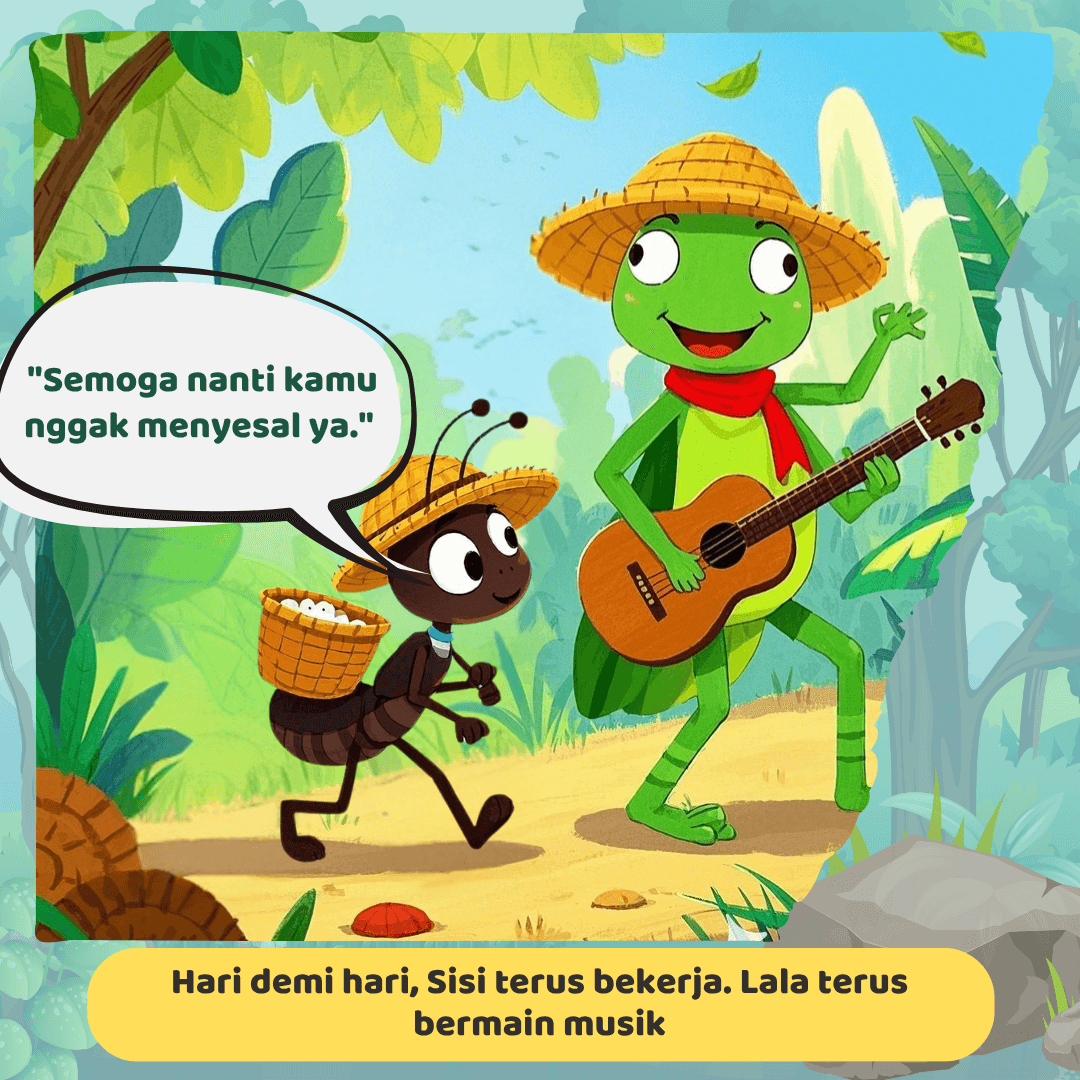 "Semoga nanti kamu
nggak menyesal ya."
Hari demi hari, Sisi terus bekerja. Lala terus
bermain musik